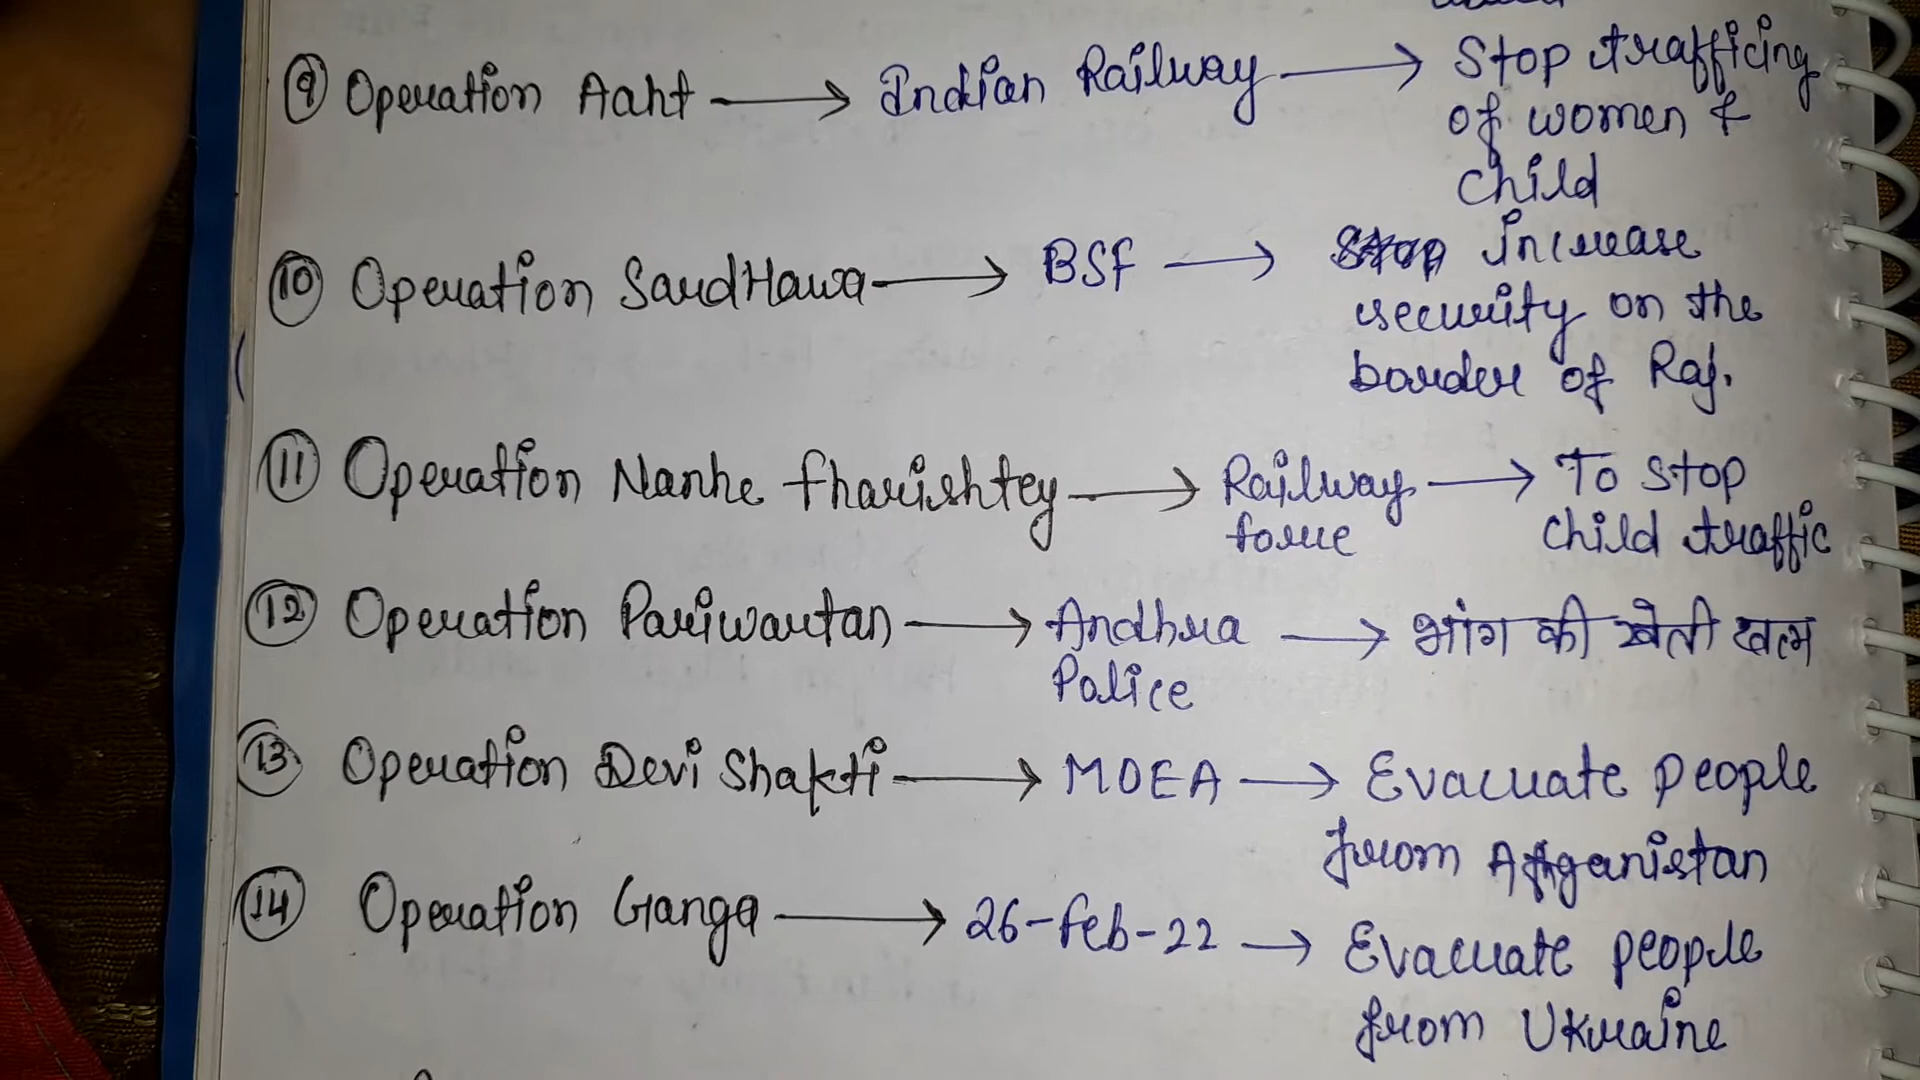 9 Operation Aaht → Indian Railway → Stop trafficing
of women &
child
10 Operation SardHawa → BSF → Increase
security on the
border of Raj.
11 Operation Nanhe fharishtey → Railway → To stop
force child traffic
12 Operation Pariwartan → Andhra → भांग की खेती खत्म
Police
13 Operation Devi Shakti → MOEA → Evacuate people
from Afganistan
14 Operation Ganga → 26-feb-22 → Evacuate people
from Ukraine